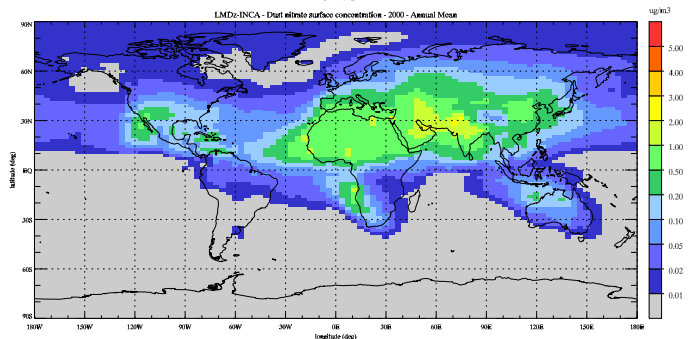 LMDz-INCA - Dust nitrate surface concentration - 2000 - Annual Mean
ug/m3
90N
60N
30N
EQ
30S
60S
90S
latitude (deg)
180W 150W 120W 90W 60W 30W 0E 30E 60E 90E 120E 150E 180E
longitude (deg)
5.00
4.00
3.00
2.00
1.00
0.50
0.20
0.10
0.05
0.02
0.01